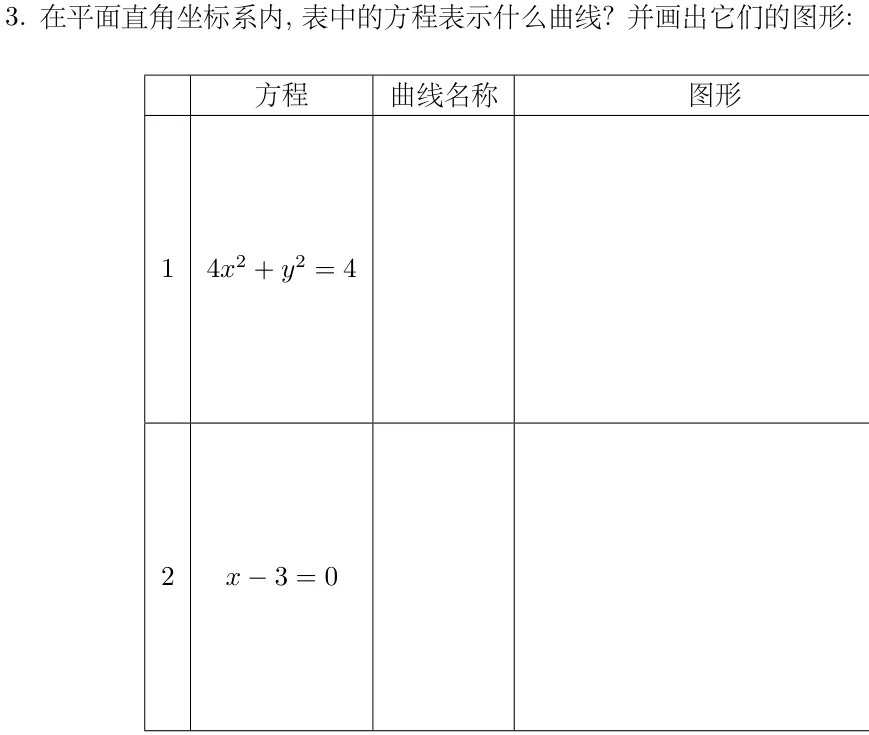 3. 在平面直角坐标系内, 表中的方程表示什么曲线? 并画出它们的图形:
方程 曲线名称 图形
1 4x² + y² = 4
2 x − 3 = 0